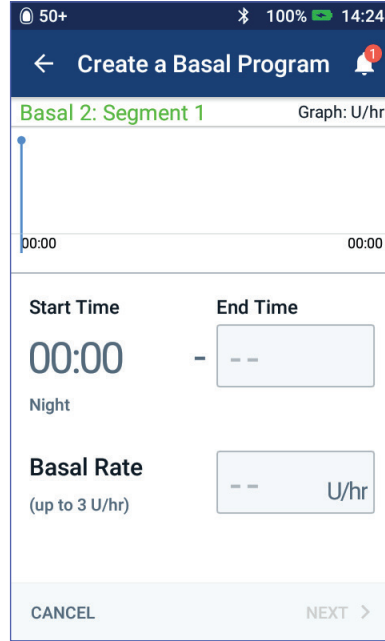 50+ 100% 14:24
← Create a Basal Program 1
Basal 2: Segment 1 Graph: U/hr
00:00 00:00
Start Time End Time
00:00 - --
Night
Basal Rate
-- U/hr
(up to 3 U/hr)
CANCEL NEXT >